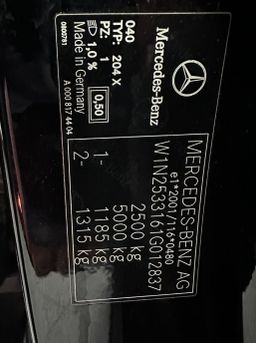 MERCEDES-BENZ AG
e1*2001/116*0480
W1N2533161G012837
2500 kg
5000 kg
1- 1185 kg
2- 1315 kg
Mercedes-Benz
040
TYP: 204 X
PZ: 1
1,0 % 0,50
Made in Germany
A 000 817 44 04